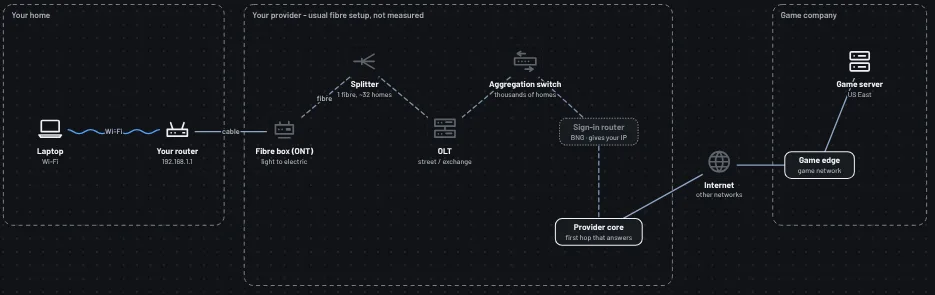 Your home
Your provider - usual fibre setup, not measured
Game company
Splitter
1 fibre, ~32 homes
Aggregation switch
thousands of homes
Game server
US East
fibre
Wi-Fi
cable
Laptop
Wi-Fi
Your router
192.168.1.1
Fibre box (ONT)
light to electric
OLT
street / exchange
Sign-in router
BNG · gives your IP
Game edge
game network
Internet
other networks
Provider core
first hop that answers